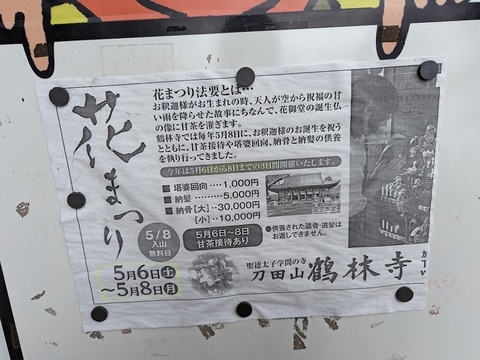 花まつり
花まつり法要とは…
お釈迦様がお生まれの時、天人が空から祝福の甘
い雨を降らせた故事にちなんで、花御堂の誕生仏
の像に甘茶を灌ぎます。
鶴林寺では毎年5月8日に、お釈迦様のお誕生を祝う
とともに、甘茶接待や塔婆回向、納骨と納髪の供養
を執り行ってきました。
今年は5月6日から8日までの3日間開催いたします。
■ 塔婆回向 ‥‥ 1,000円
■ 納髪 ‥‥‥‥ 5,000円
■ 納骨 [大] ‥ 30,000円
[小] ‥ 10,000円
5/8
入山
無料日
5月6日～8日
甘茶接待あり
●供養された遺骨・遺髪は
お返しできません。
5月6日㊏
～5月8日㊊
聖徳太子学問の寺
刀田山 鶴林寺